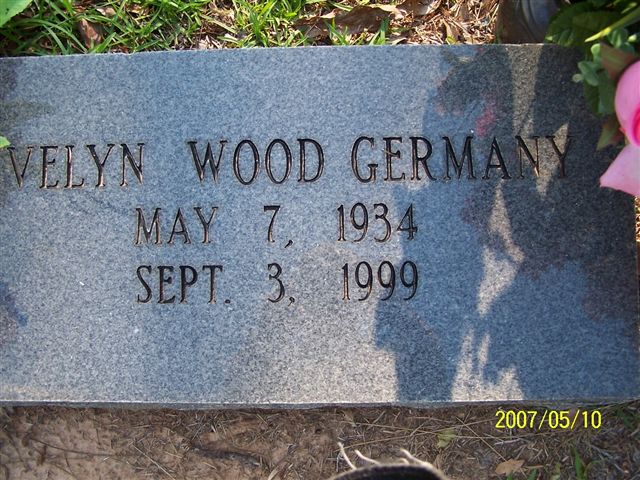 VELYN WOOD GERMANY
MAY 7, 1934
SEPT. 3, 1999
2007/05/10